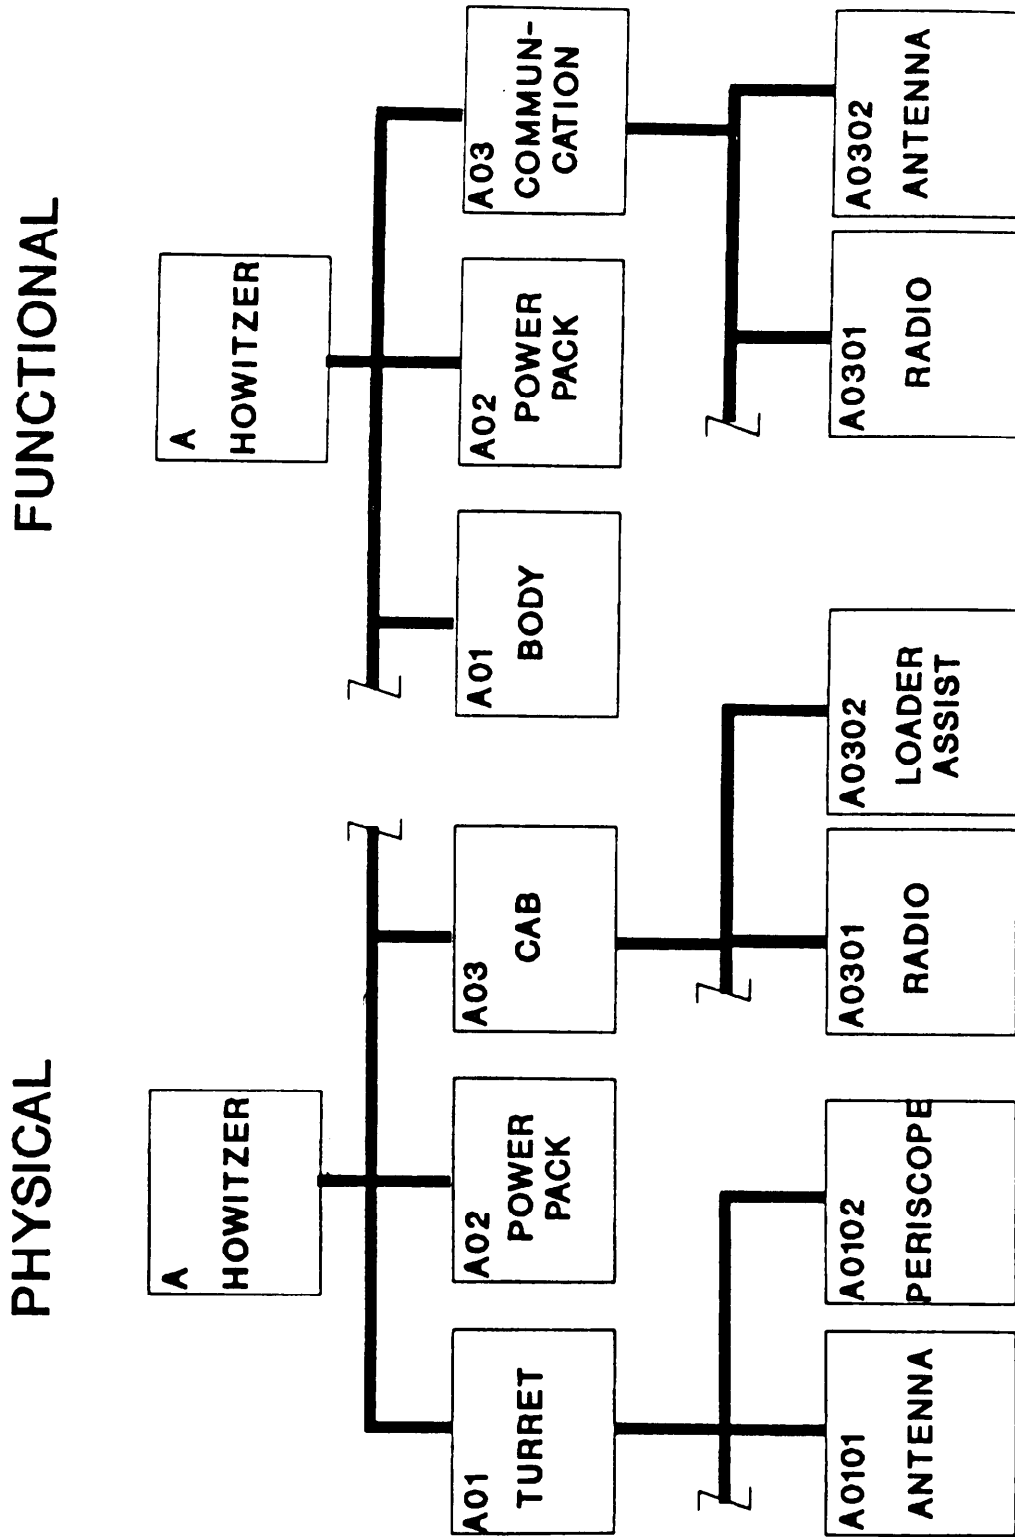 PHYSICAL
A
HOWITZER
A01
TURRET
A02
POWER
PACK
A03
CAB
A0101
ANTENNA
A0102
PERISCOPE
A0301
RADIO
A0302
LOADER
ASSIST
FUNCTIONAL
A
HOWITZER
A01
BODY
A02
POWER
PACK
A03
COMMUN-
CATION
A0301
RADIO
A0302
ANTENNA